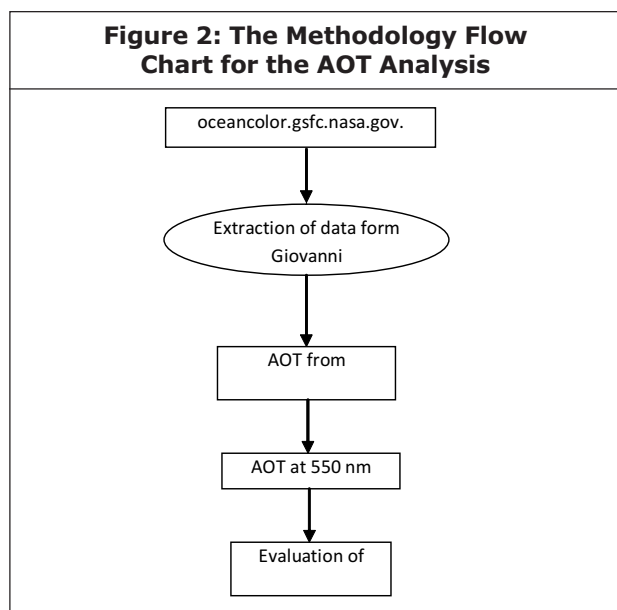 Figure 2: The Methodology Flow
Chart for the AOT Analysis
oceancolor.gsfc.nasa.gov.
Extraction of data form
Giovanni
AOT from
AOT at 550 nm
Evaluation of